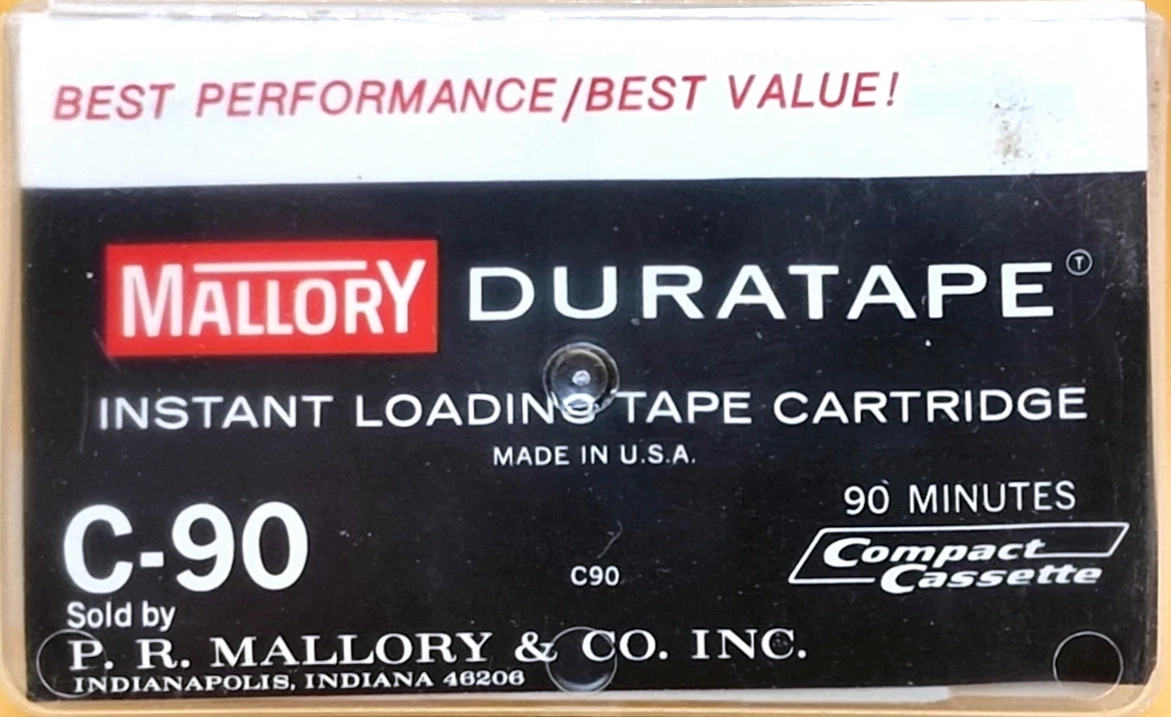 BEST PERFORMANCE/BEST VALUE!
MALLORY DURATAPE Ⓣ
INSTANT LOADING TAPE CARTRIDGE
MADE IN U.S.A.
90 MINUTES
C-90
C90
Compact
Cassette
Sold by
P. R. MALLORY & CO. INC.
INDIANAPOLIS, INDIANA 46206